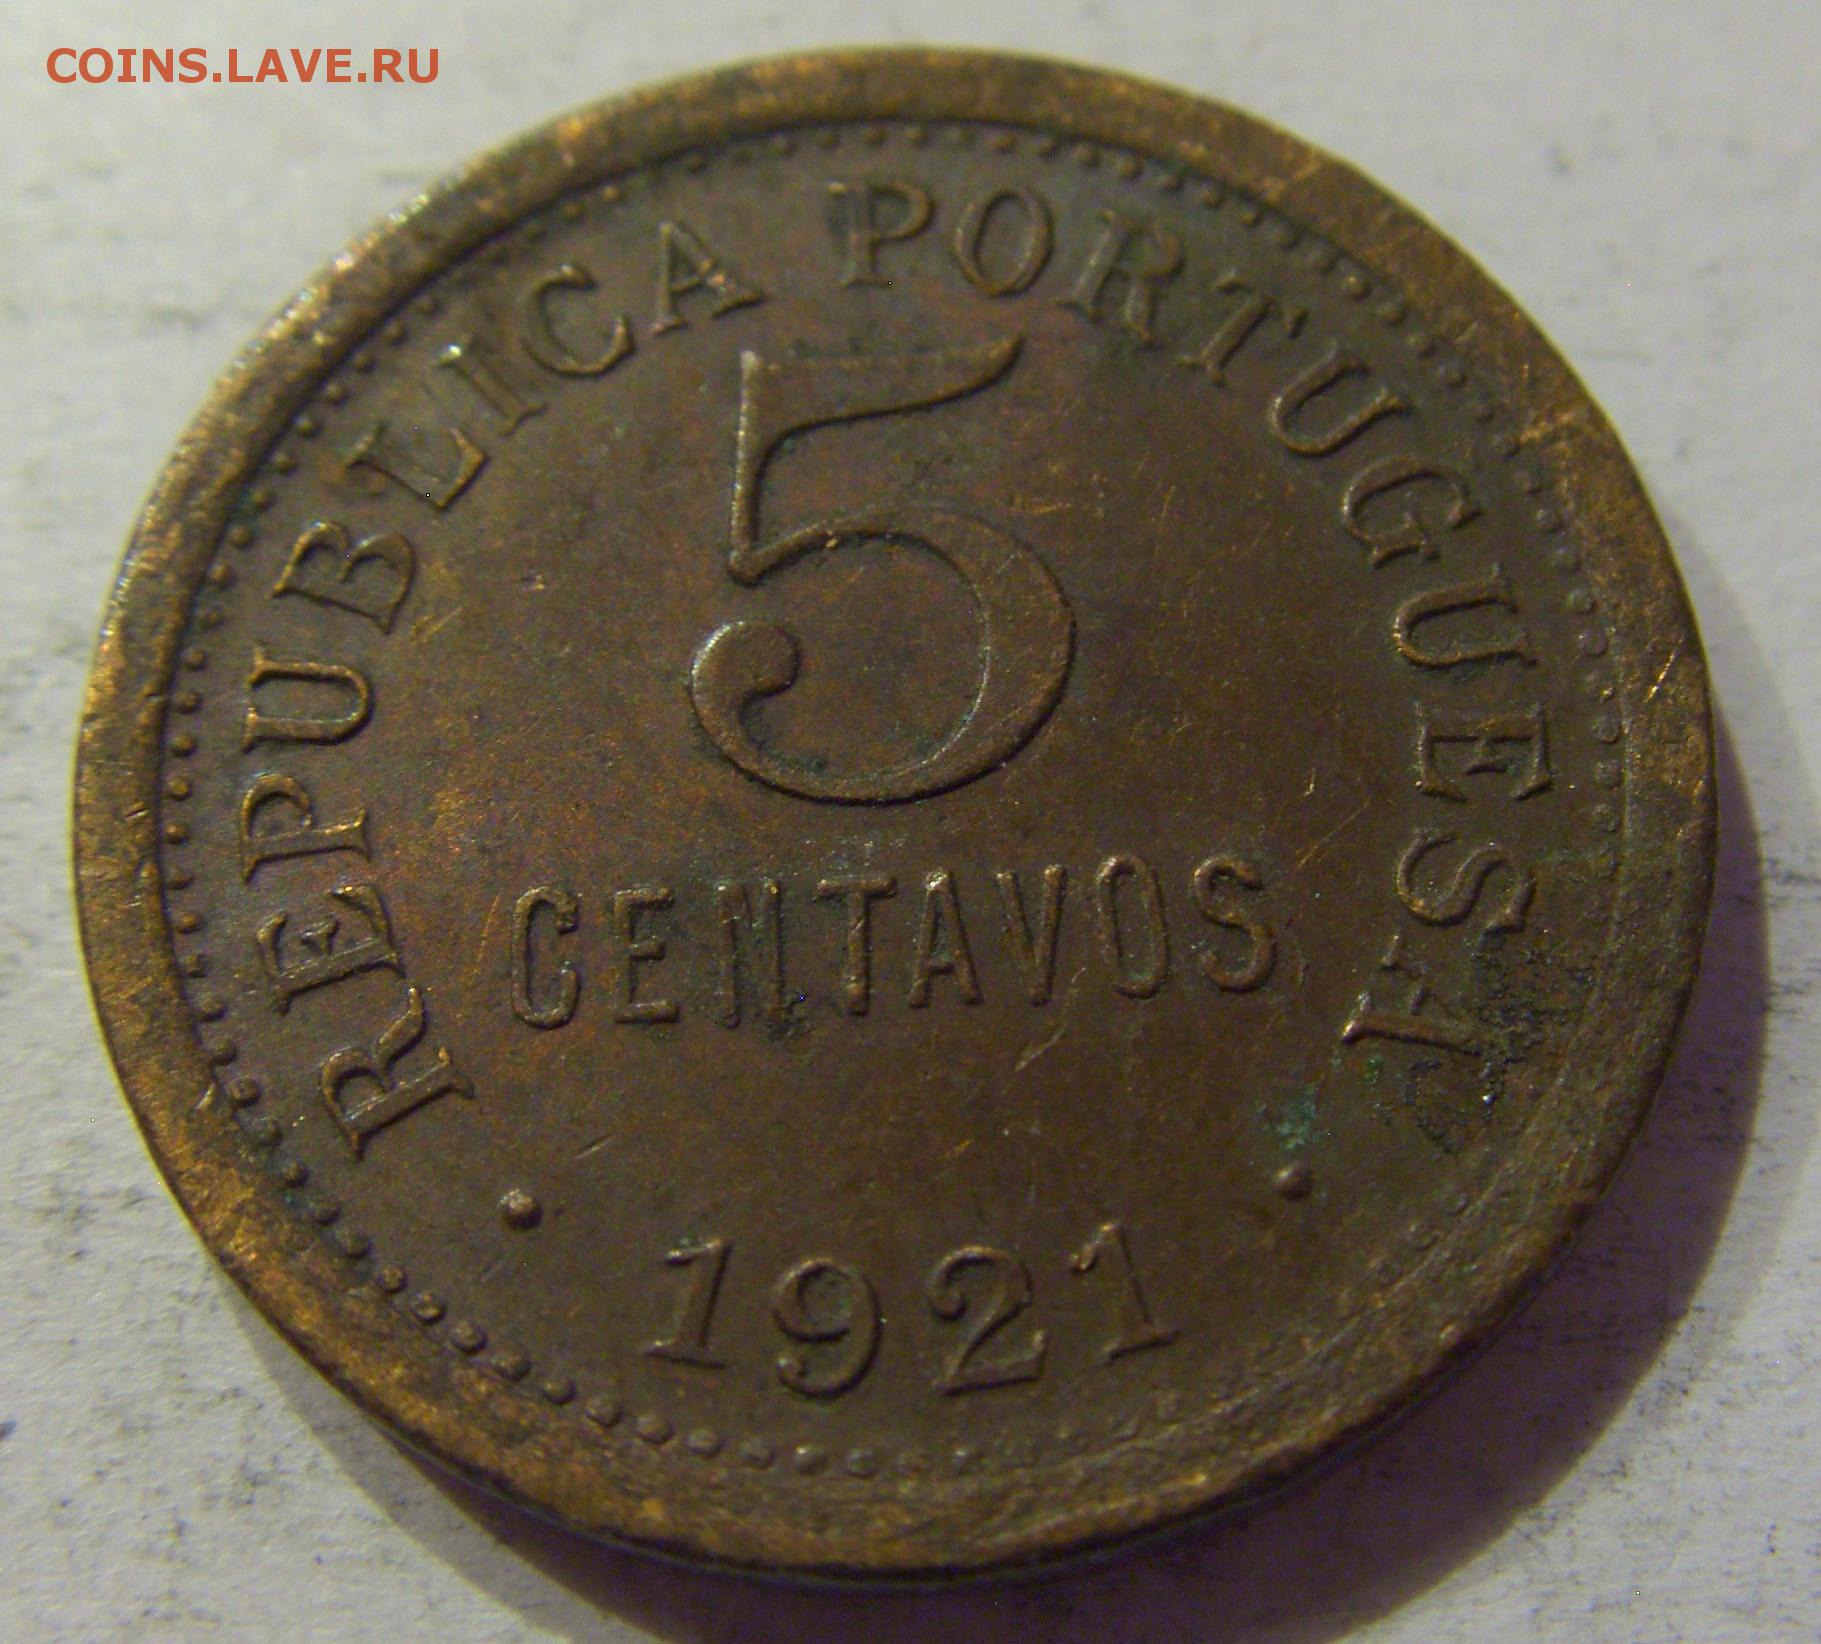 COINS.LAVE.RU
REPUBLICA PORTUGUESA
5
CENTAVOS
• 1921 •